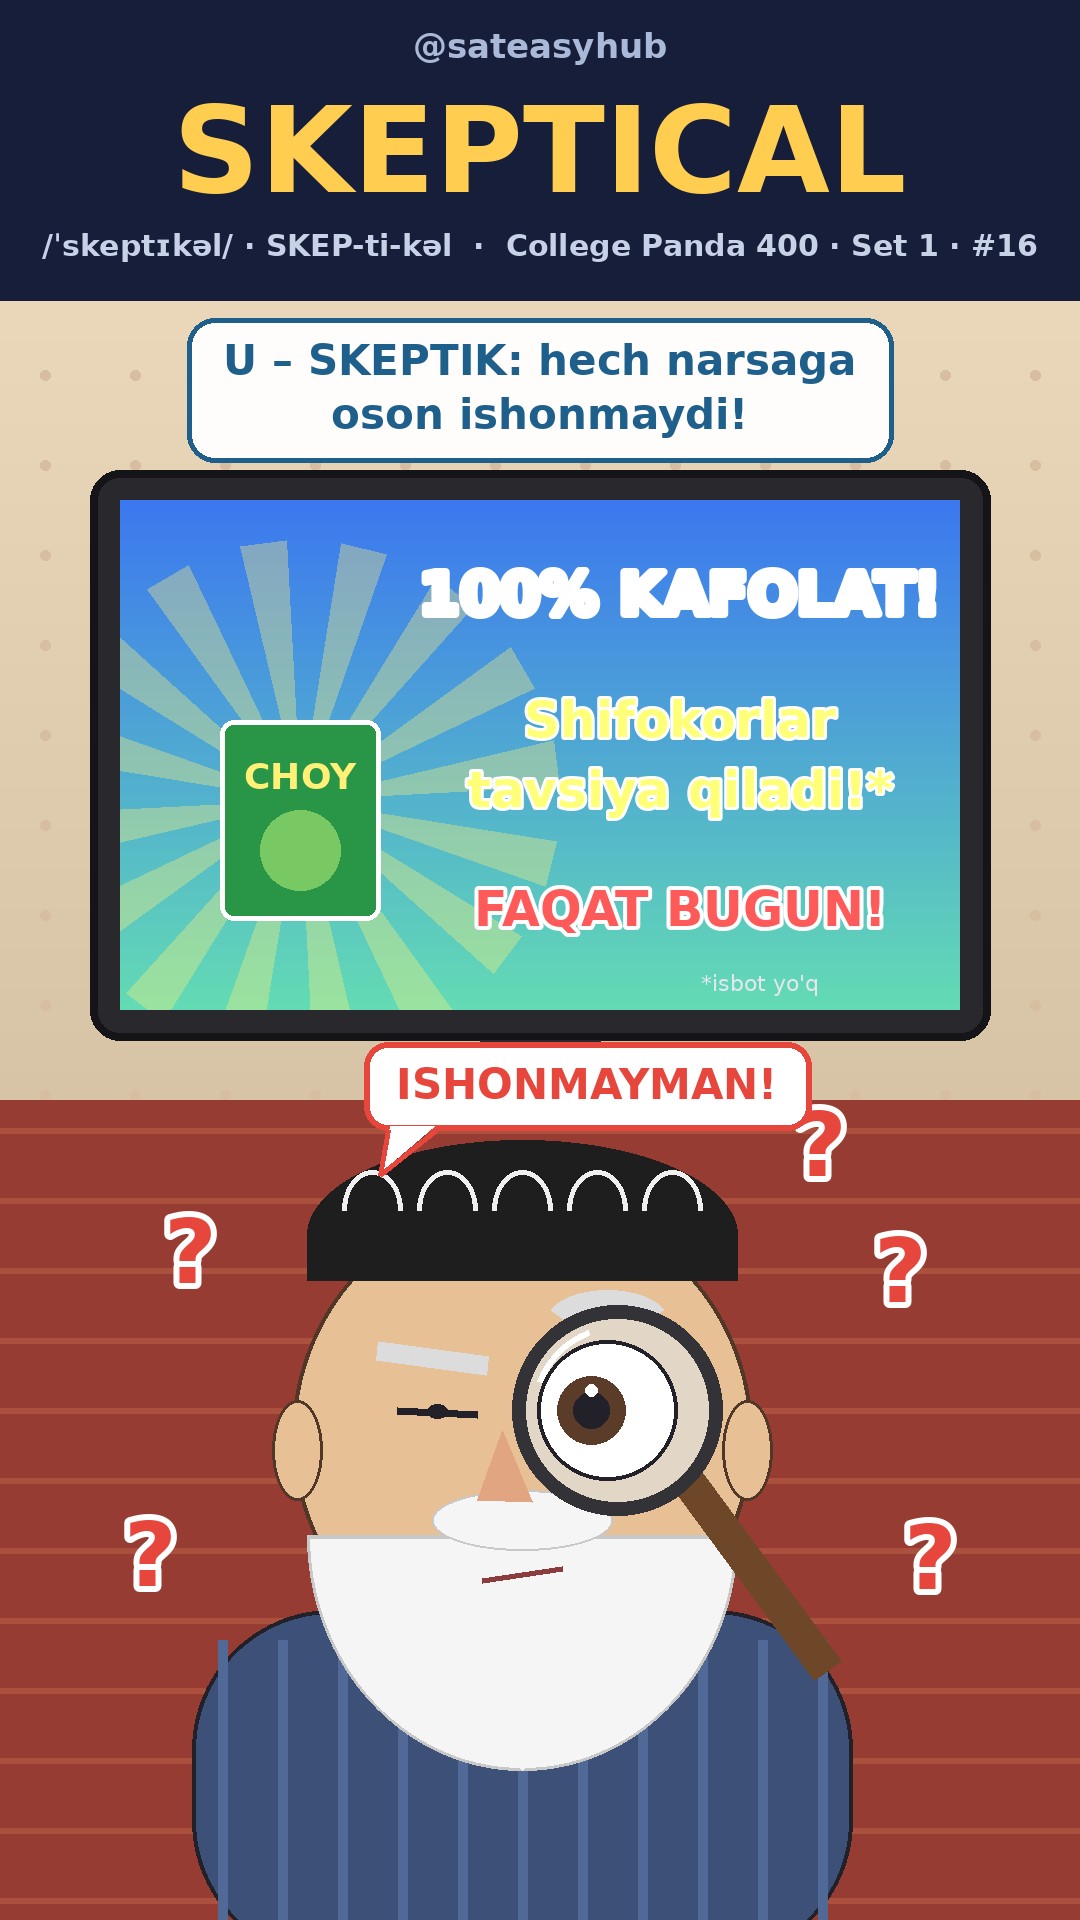 @sateasyhub
SKEPTICAL
/ˈskeptɪkəl/ · SKEP-ti-kəl · College Panda 400 · Set 1 · #16
U – SKEPTIK: hech narsaga
oson ishonmaydi!
100% KAFOLAT!
Shifokorlar
tavsiya qiladi!*
CHOY
FAQAT BUGUN!
*isbot yo'q
ISHONMAYMAN!
?
?
?
?
?